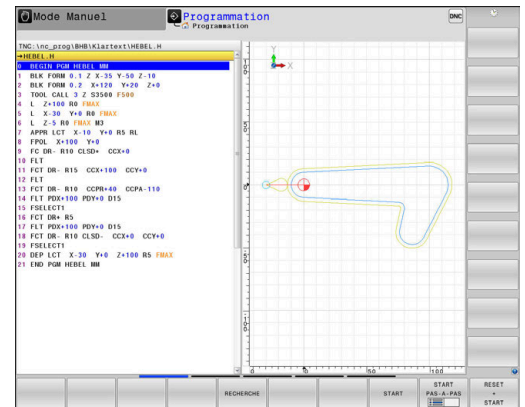 Mode Manuel
Programmation
Programmation
DNC
TNC:\nc_prog\BHB\Klartext\HEBEL.H
→HEBEL.H
0 BEGIN PGM HEBEL MM
1 BLK FORM 0.1 Z X-35 Y-50 Z-10
2 BLK FORM 0.2 X+120 Y+20 Z+0
3 TOOL CALL 3 Z S3500 F500
4 L Z+100 R0 FMAX
5 L X-30 Y+0 R0 FMAX
6 L Z-5 R0 FMAX M3
7 APPR LCT X-10 Y+0 R5 RL
8 FPOL X+100 Y+0
9 FC DR- R10 CLSD+ CCX+0
10 FLT
11 FCT DR- R15 CCX+100 CCY+0
12 FLT
13 FCT DR- R10 CCPR+40 CCPA-110
14 FLT PDX+100 PDY+0 D15
15 FSELECT1
16 FCT DR+ R5
17 FLT PDX+100 PDY+0 D15
18 FCT DR- R10 CLSD- CCX+0 CCY+0
19 FSELECT1
20 DEP LCT X-30 Y+0 Z+100 R5 FMAX
21 END PGM HEBEL MM
Y
X
0
50
100
RECHERCHE
START
START
PAS-A-PAS
RESET
+
START